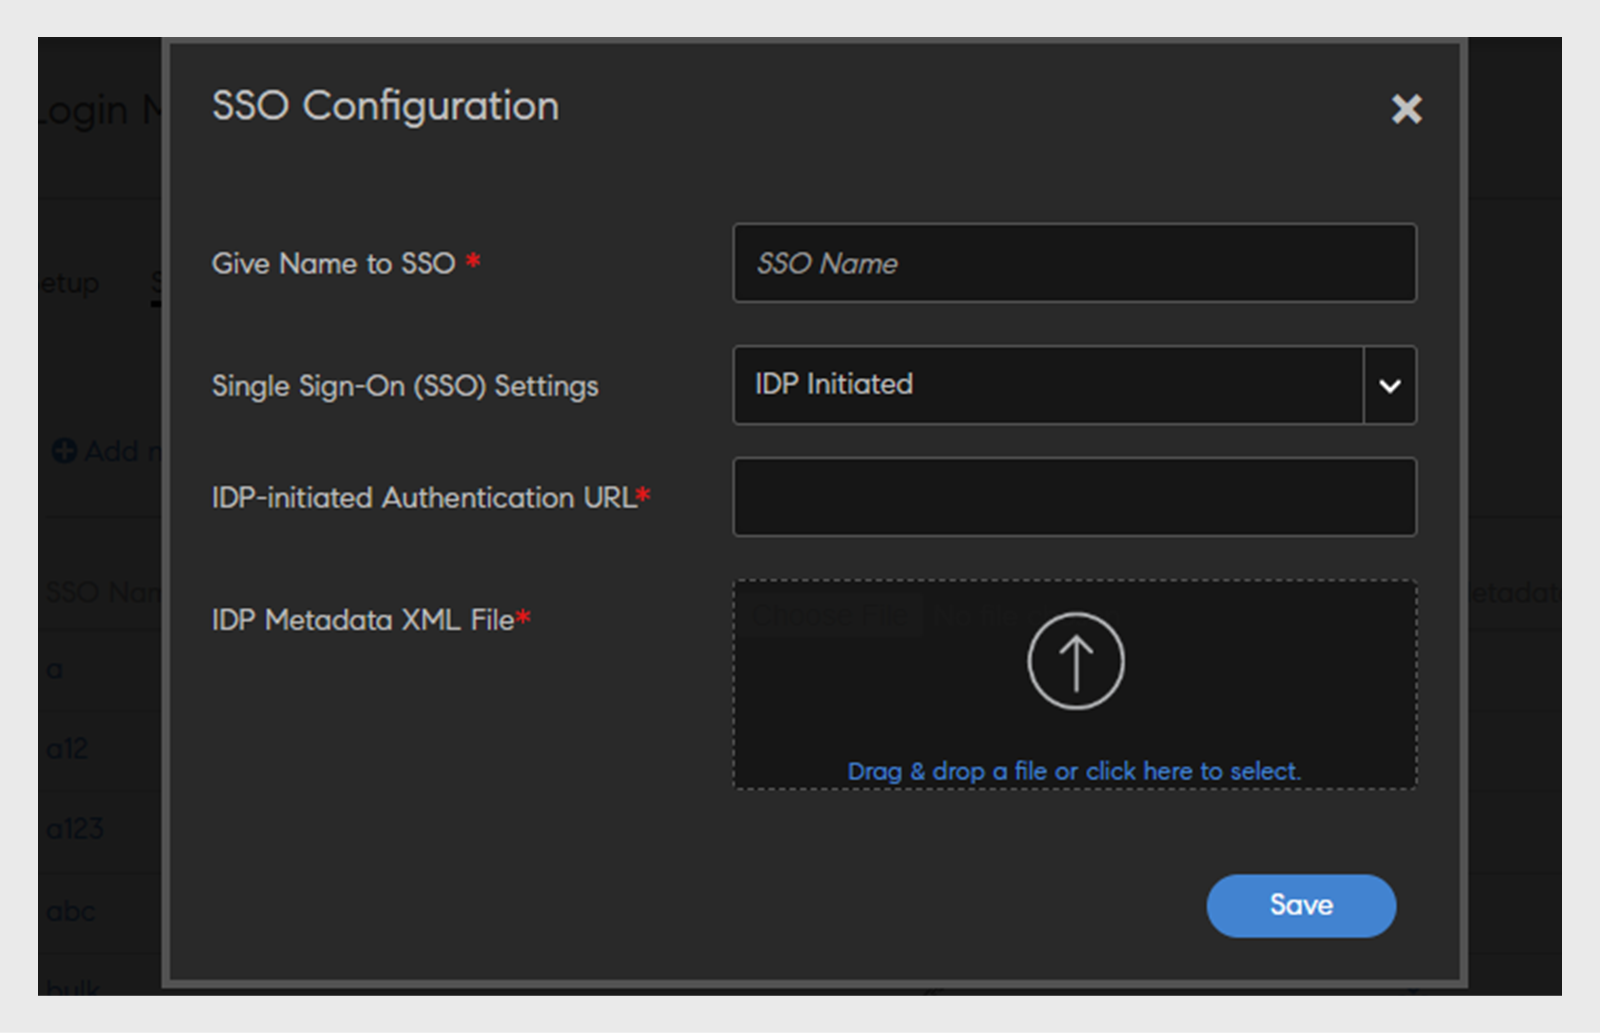 SSO Configuration
Give Name to SSO *
SSO Name
Single Sign-On (SSO) Settings
IDP Initiated
IDP-initiated Authentication URL*
IDP Metadata XML File*
Choose File No file
Drag & drop a file or click here to select.
Save
Login M
etup S
Add
SSO Nam
etadat
a
a12
a123
abc
bulk